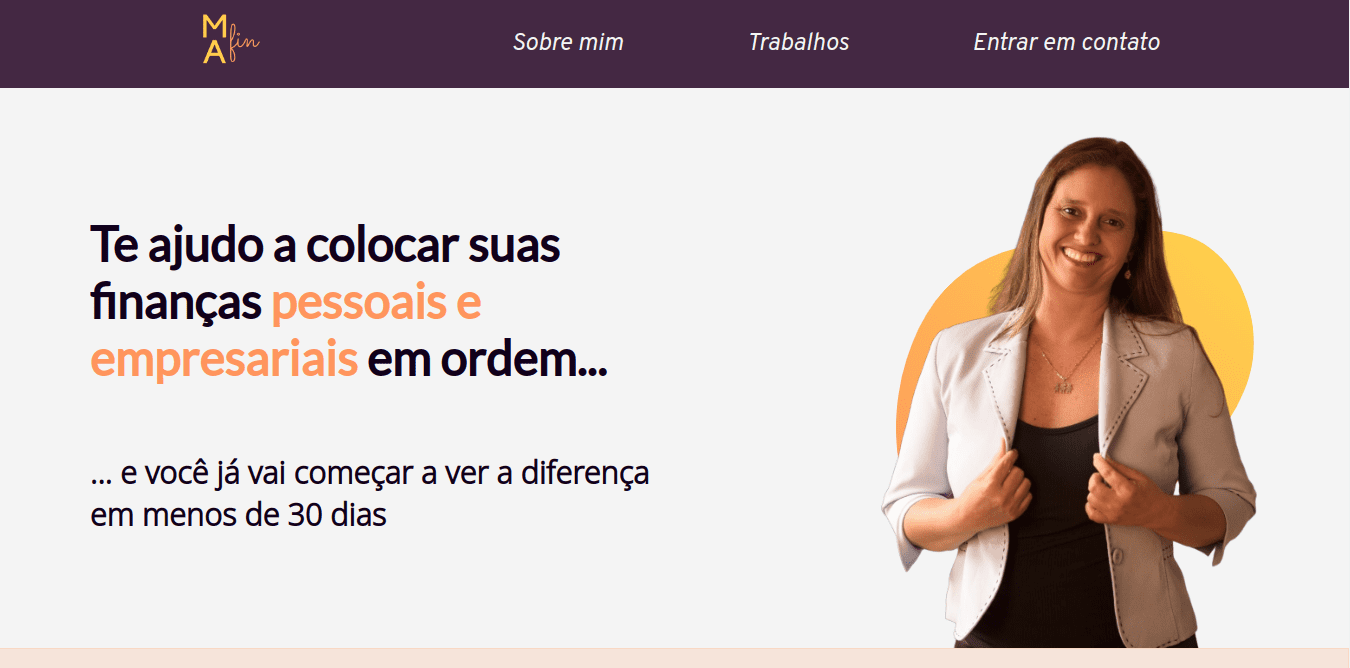 MA fin
Sobre mim
Trabalhos
Entrar em contato
Te ajudo a colocar suas
finanças pessoais e
empresariais em ordem...
... e você já vai começar a ver a diferença
em menos de 30 dias